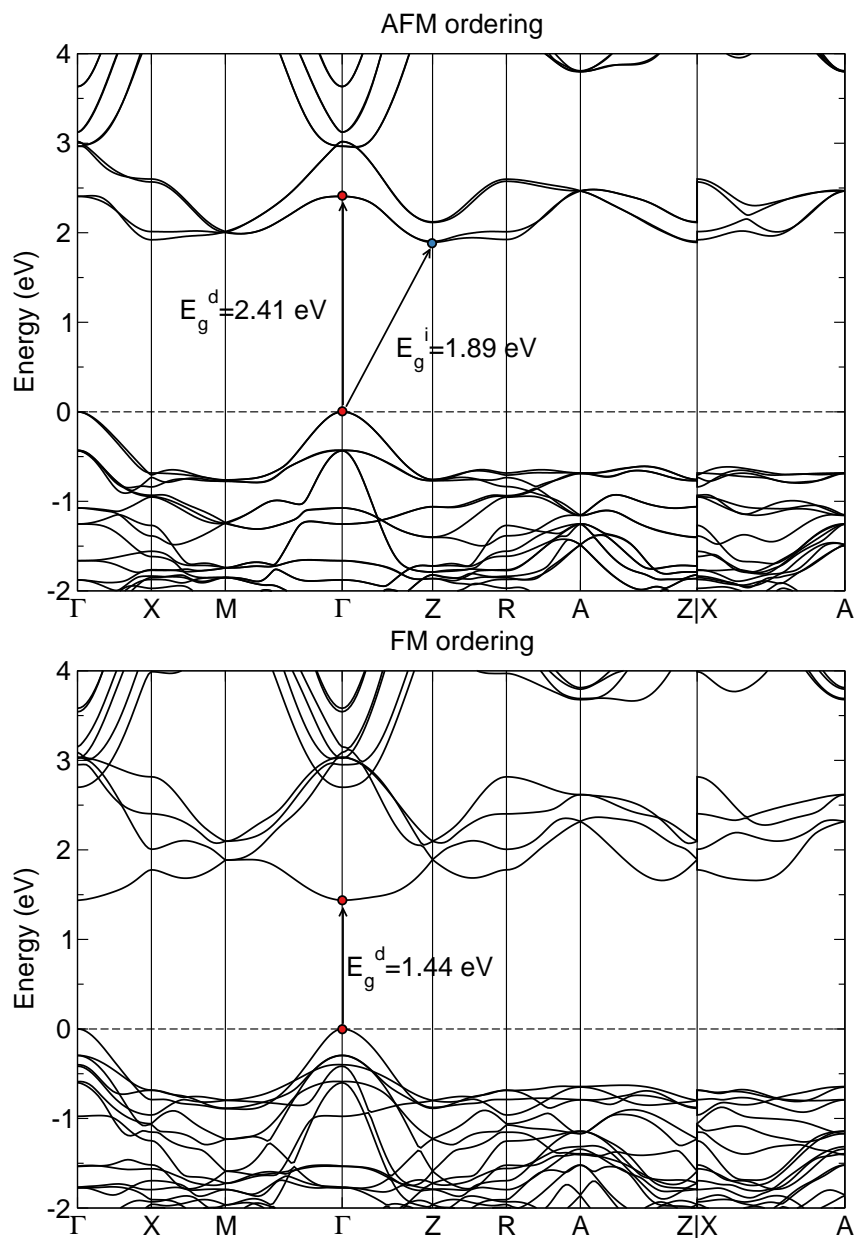 AFM ordering
4
3
2
1
0
-1
-2
Energy (eV)
E_g^d=2.41 eV
E_g^i=1.89 eV
Γ X M Γ Z R A Z|X A
FM ordering
4
3
2
1
0
-1
-2
Energy (eV)
E_g^d=1.44 eV
Γ X M Γ Z R A Z|X A